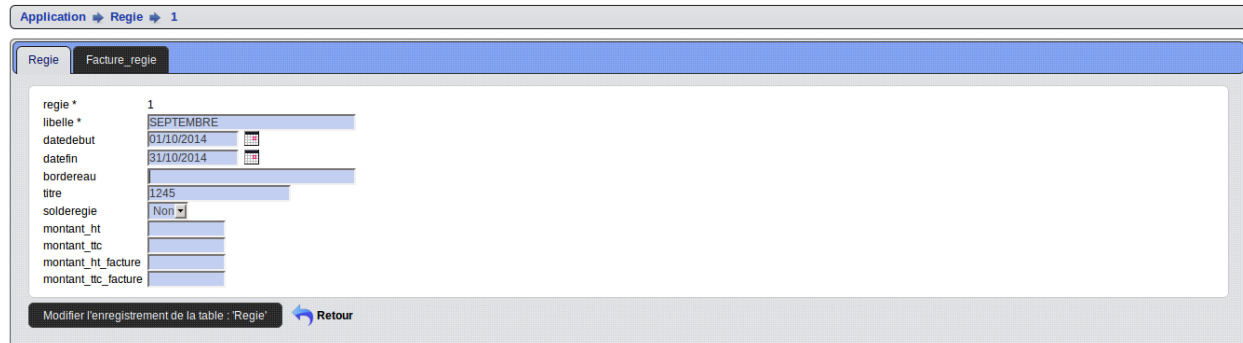 Application Regie 1
Regie Facture_regie
regie * 1
libelle * SEPTEMBRE
datedebut 01/10/2014
datefin 31/10/2014
bordereau
titre 1245
solderegie Non
montant_ht
montant_ttc
montant_ht_facture
montant_ttc_facture
Modifier l'enregistrement de la table : 'Regie' Retour